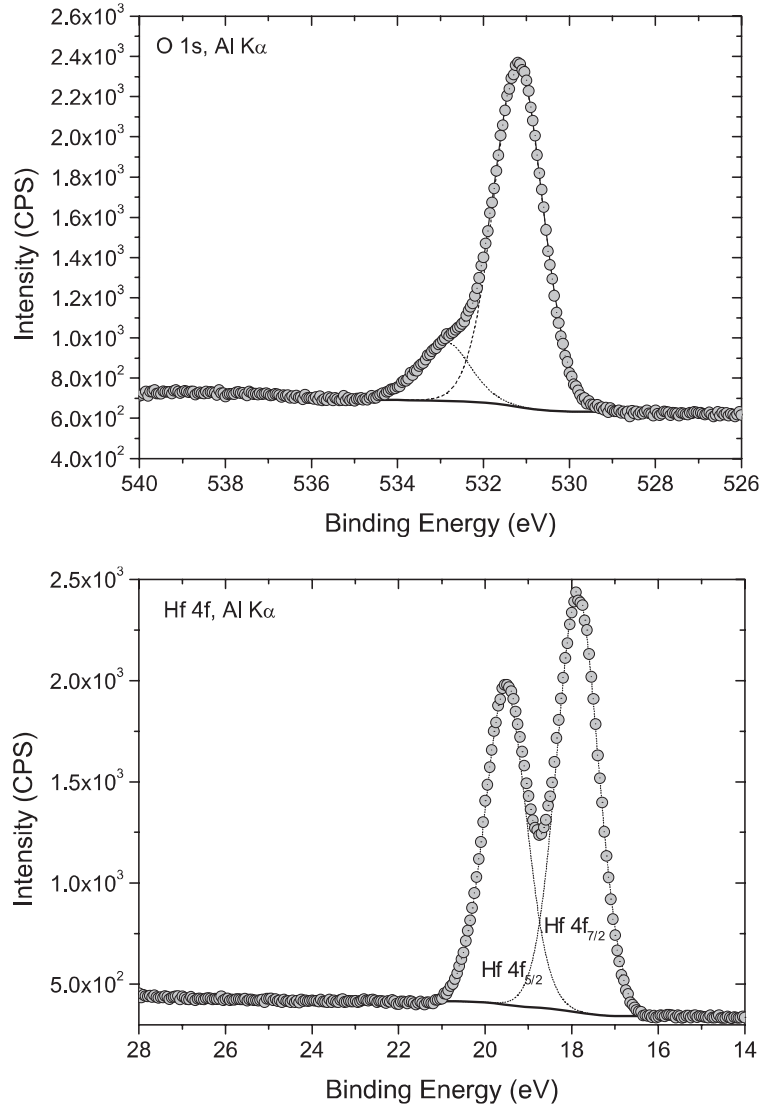 O 1s, Al Kα
2.6x10³
2.4x10³
2.2x10³
2.0x10³
1.8x10³
1.6x10³
1.4x10³
1.2x10³
1.0x10³
8.0x10²
6.0x10²
4.0x10²
Intensity (CPS)
540 538 536 534 532 530 528 526
Binding Energy (eV)
Hf 4f, Al Kα
2.5x10³
2.0x10³
1.5x10³
1.0x10³
5.0x10²
Intensity (CPS)
Hf 4f₇/₂
Hf 4f₅/₂
28 26 24 22 20 18 16 14
Binding Energy (eV)